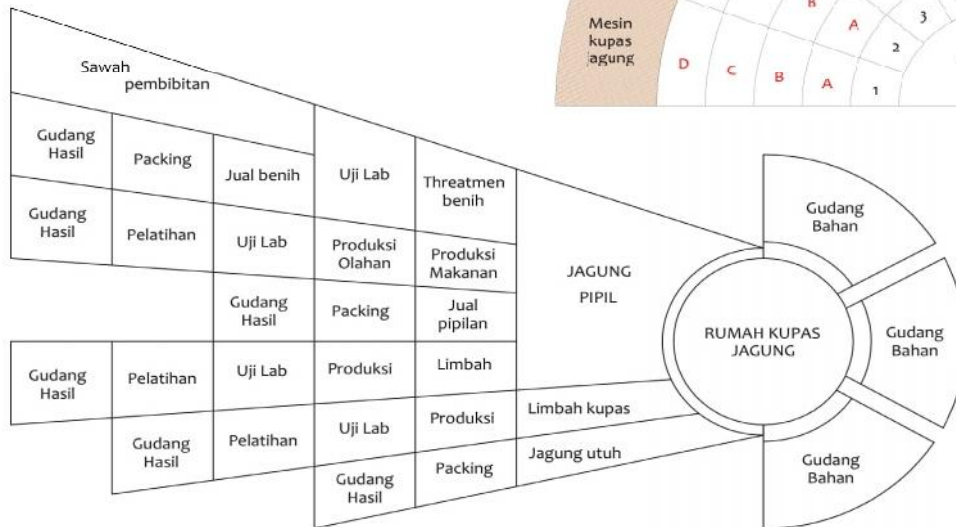 B
3
Mesin
kupas
jagung
A
2
D
C
B
A
1
Sawah
pembibitan
Gudang
Hasil
Packing
Jual benih
Uji Lab
Threatmen
benih
Gudang
Hasil
Pelatihan
Uji Lab
Produksi
Olahan
Produksi
Makanan
JAGUNG
PIPIL
Gudang
Hasil
Packing
Jual
pipilan
Gudang
Hasil
Pelatihan
Uji Lab
Produksi
Limbah
Gudang
Hasil
Pelatihan
Uji Lab
Produksi
Limbah kupas
Gudang
Hasil
Packing
Jagung utuh
RUMAH KUPAS
JAGUNG
Gudang
Bahan
Gudang
Bahan
Gudang
Bahan